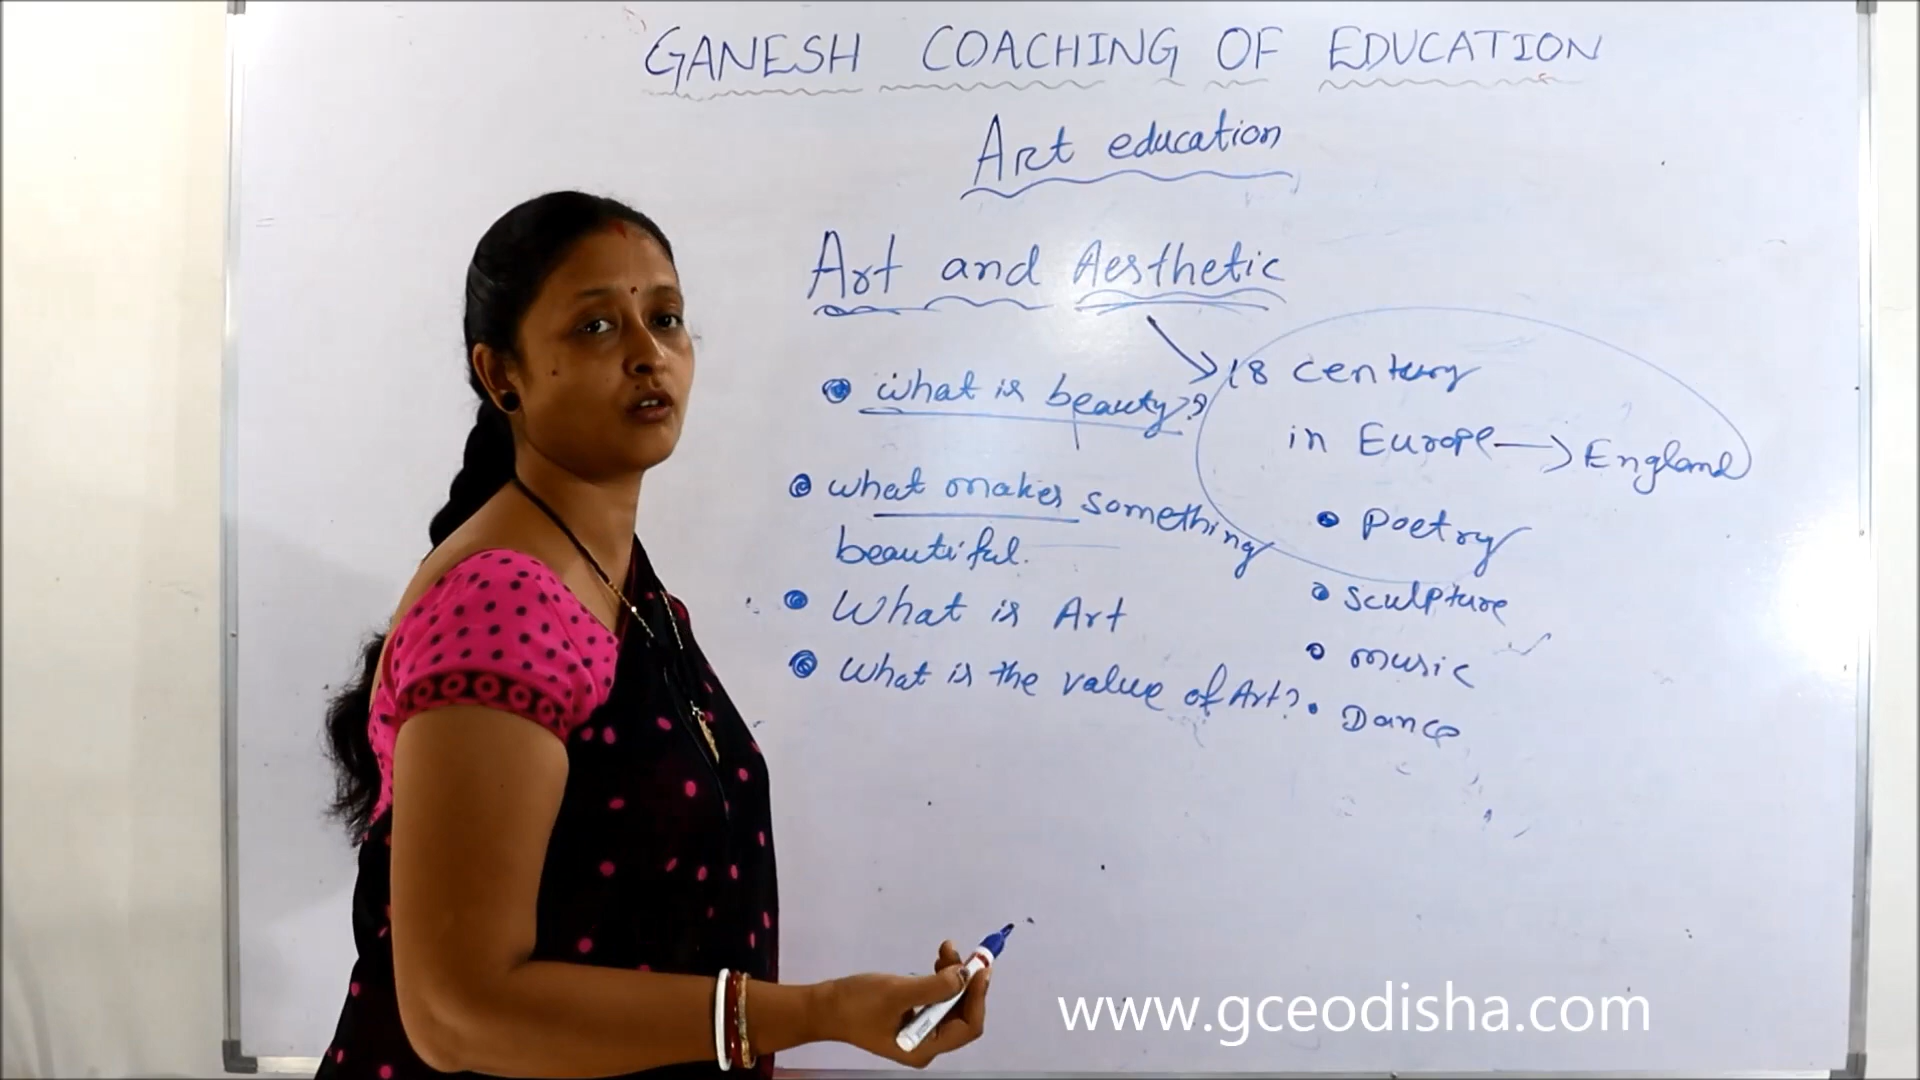 GANESH COACHING OF EDUCATION
Art education
Art and Aesthetic
• what is beauty?
• what makes something
beautiful.
• What is Art
• What is the value of Art?
18 century
in Europe → England
• Poetry
• Sculpture
• music
• Dance
www.gceodisha.com